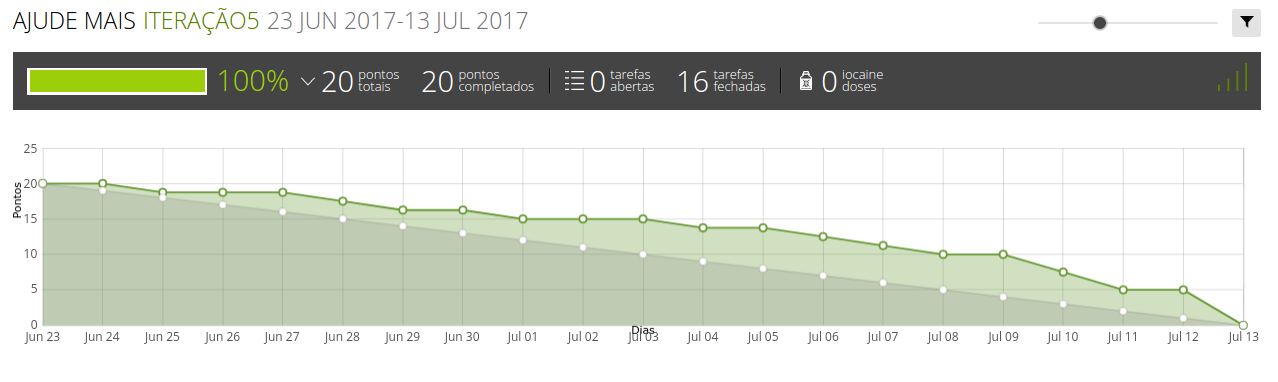 AJUDE MAIS ITERAÇÃO5 23 JUN 2017-13 JUL 2017
100% 20 pontos totais 20 pontos completados 0 tarefas abertas 16 tarefas fechadas 0 iocaine doses
25
20
15
10
5
0
Pontos
Jun 23 Jun 24 Jun 25 Jun 26 Jun 27 Jun 28 Jun 29 Jun 30 Jul 01 Jul 02 Jul 03 Jul 04 Jul 05 Jul 06 Jul 07 Jul 08 Jul 09 Jul 10 Jul 11 Jul 12 Jul 13
Dias